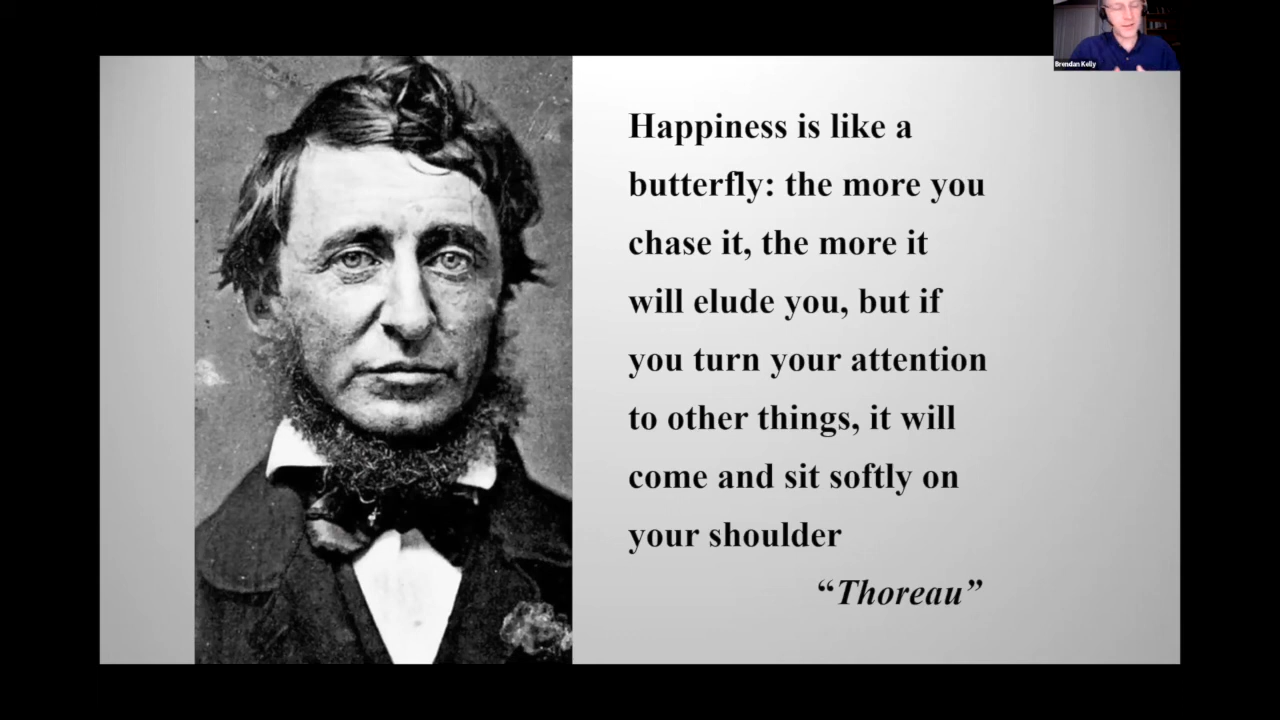 Brendan Kelly
Happiness is like a
butterfly: the more you
chase it, the more it
will elude you, but if
you turn your attention
to other things, it will
come and sit softly on
your shoulder
“Thoreau”